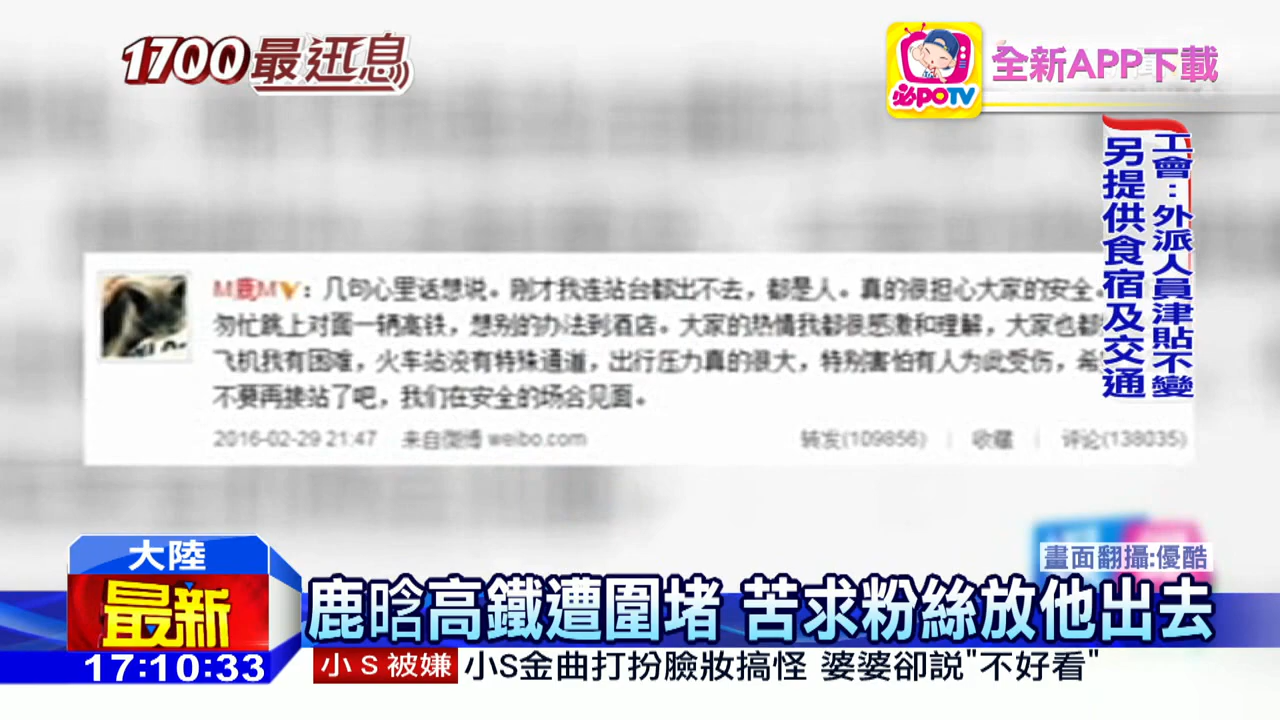 1700最迅息
必POTV
全新APP下載
工會：外派人員津貼不變
另提供食宿及交通
M鹿M：几句心里话想说。刚才我连站台都出不去，都是人。真的很担心大家的安全。
匆忙跳上对面一辆高铁，想别的办法到酒店。大家的热情我都很感激和理解，大家也都
飞机我有困难，火车站没有特殊通道，出行压力真的很大，特别害怕有人为此受伤，希
不要再接站了吧，我们在安全的场合见面。
2016-02-29 21:47 来自微博 weibo.com 转发(109856) | 收藏 | 评论(138035)
畫面翻攝:優酷
大陸
最新
鹿晗高鐵遭圍堵 苦求粉絲放他出去
17:10:33
小S被嫌 小S金曲打扮臉妝搞怪 婆婆卻説"不好看"